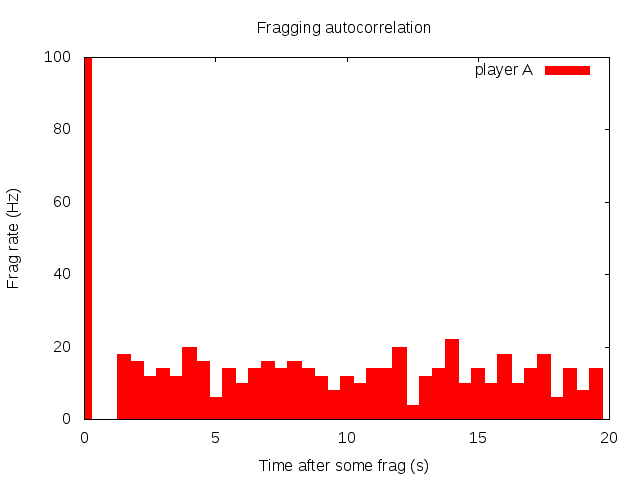 Fragging autocorrelation
player A
100
80
60
40
20
0
Frag rate (Hz)
0 5 10 15 20
Time after some frag (s)